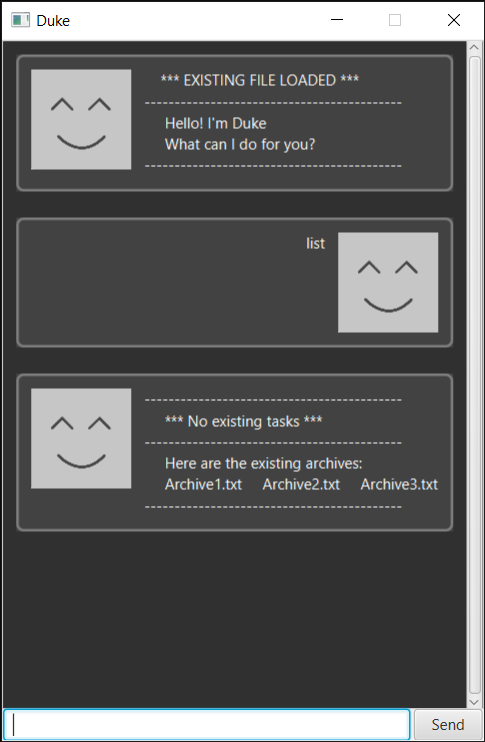 Duke
*** EXISTING FILE LOADED ***
-------------------------------------------
Hello! I'm Duke
What can I do for you?
-------------------------------------------
list
-------------------------------------------
*** No existing tasks ***
-------------------------------------------
Here are the existing archives:
Archive1.txt Archive2.txt Archive3.txt
-------------------------------------------
Send